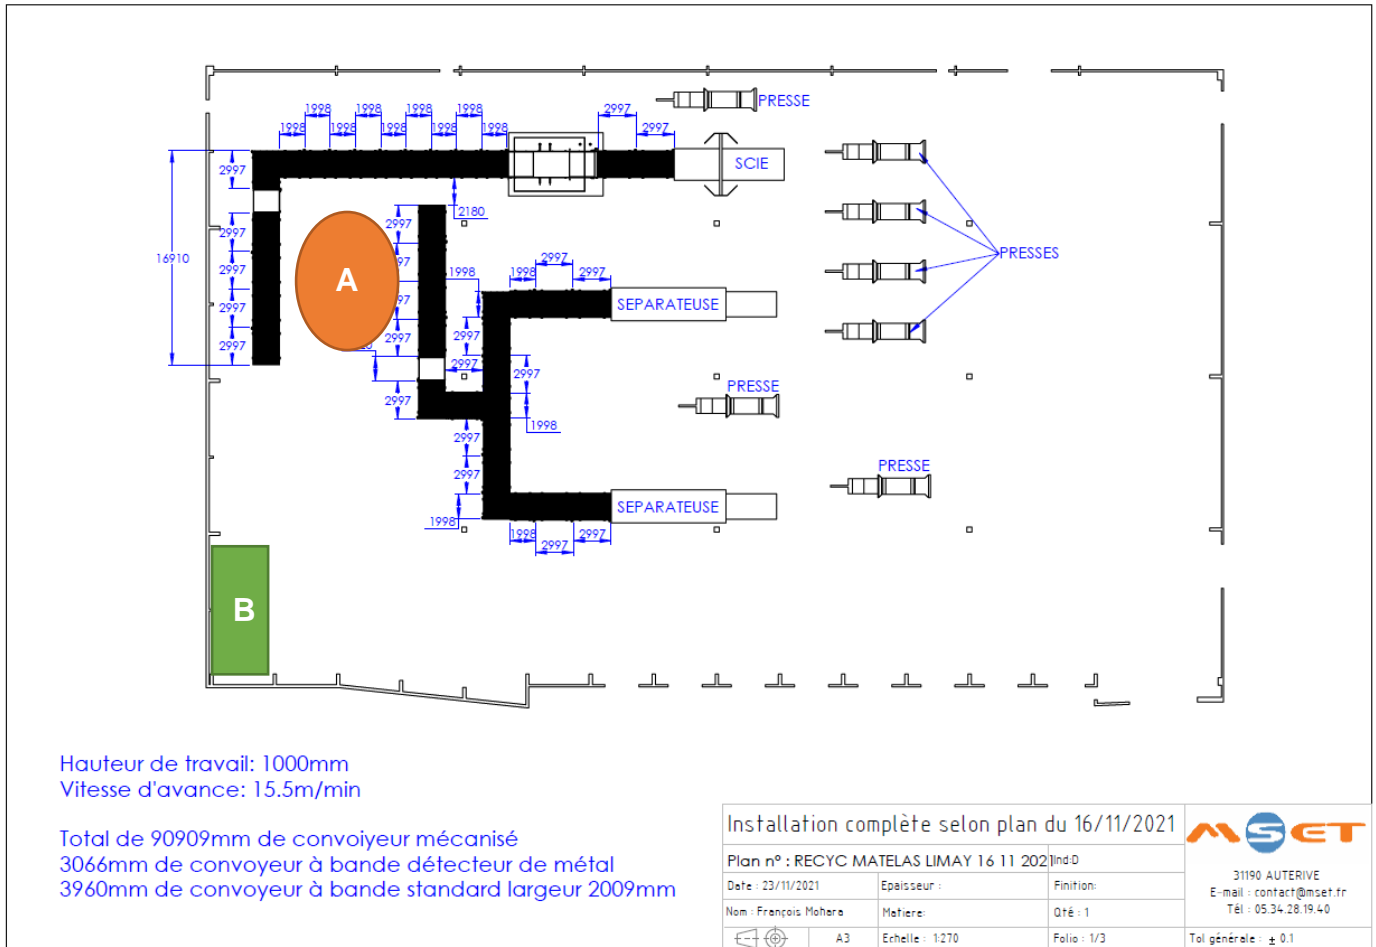 PRESSE
1998 1998 1998 1998 2997
1998 1998 1998 1998 1998 2997
SCIE
2997
2180
2997
2997
16910
A
PRESSES
2997
97
1998
1998
2997
2997
2997
97
SEPARATEUSE
2997
2997
2997
2997
2997
2997
PRESSE
2997
1998
2997
PRESSE
2997
1998
SEPARATEUSE
1998
2997
2997
B
Hauteur de travail: 1000mm
Vitesse d'avance: 15.5m/min
Total de 90909mm de convoiyeur mécanisé
3066mm de convoyeur à bande détecteur de métal
3960mm de convoyeur à bande standard largeur 2009mm
Installation complète selon plan du 16/11/2021
Plan n° : RECYC MATELAS LIMAY 16 11 2021 Ind:D
Date : 23/11/2021 Epaisseur : Finition:
Nom : François Mohara Matiere: Qté : 1
A3 Echelle : 1:270 Folio : 1/3
MSET
31190 AUTERIVE
E-mail : contact@mset.fr
Tél : 05.34.28.19.40
Tol générale : ± 0.1